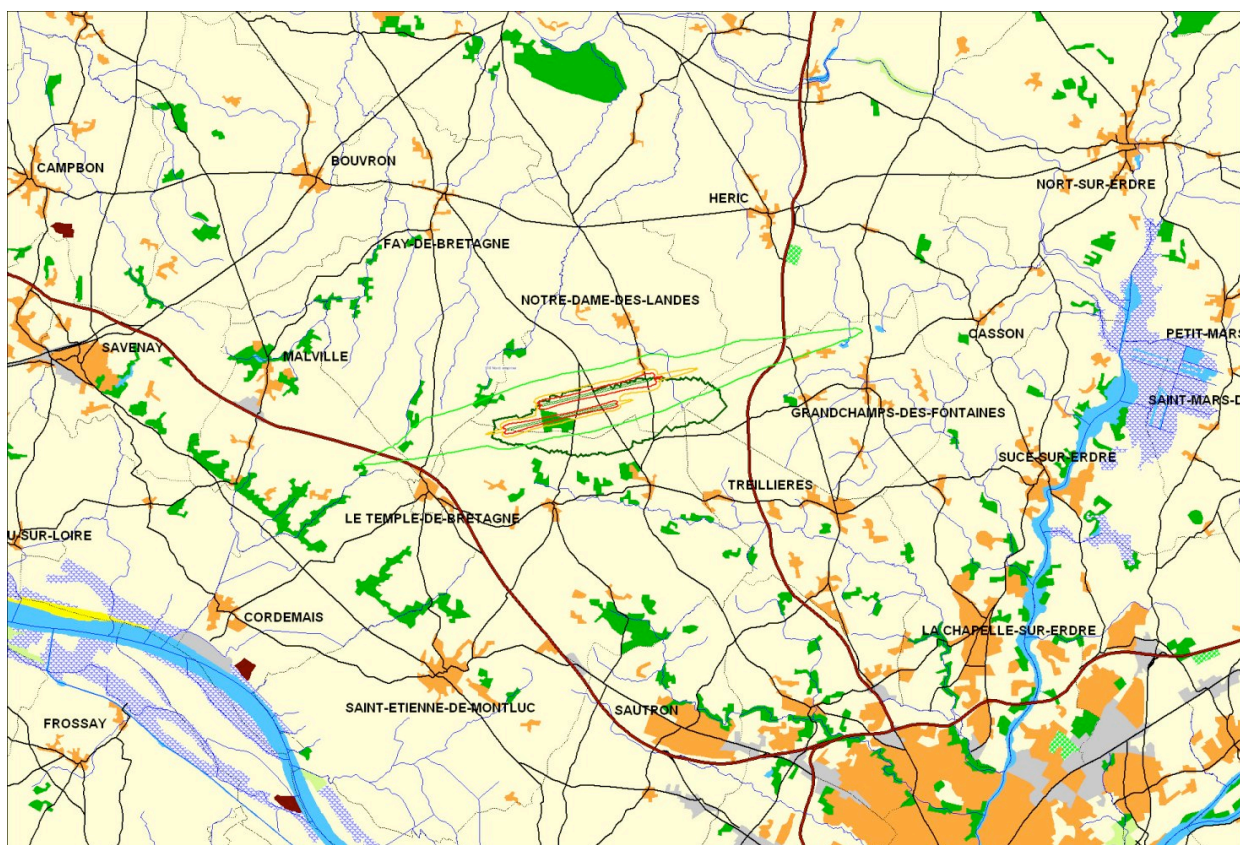 CAMPBON
BOUVRON
NORT-SUR-ERDRE
HERIC
FAY-DE-BRETAGNE
NOTRE-DAME-DES-LANDES
CASSON
PETIT-MARS
SAVENAY
MALVILLE
SAINT-MARS-D
GRANDCHAMPS-DES-FONTAINES
SUCE-SUR-ERDRE
TREILLIERES
LE TEMPLE-DE-BRETAGNE
U-SUR-LOIRE
CORDEMAIS
LA CHAPELLE-SUR-ERDRE
SAINT-ETIENNE-DE-MONTLUC
SAUTRON
FROSSAY